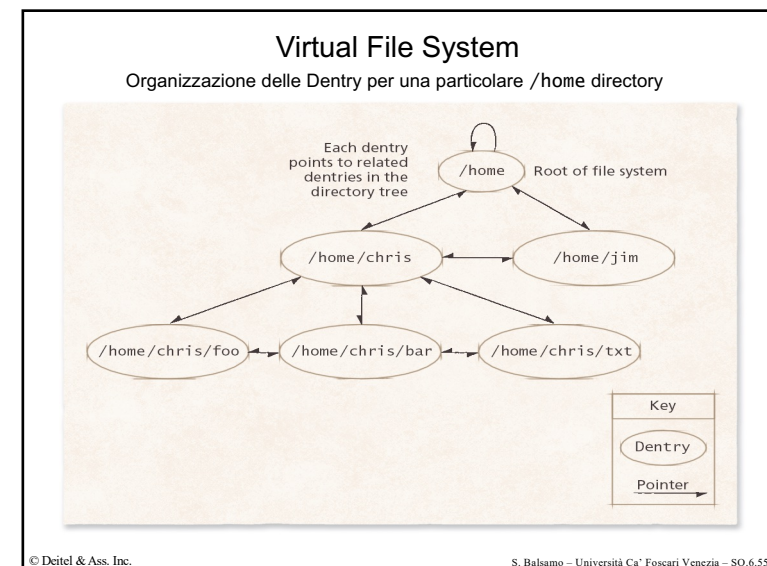 Virtual File System
Organizzazione delle Dentry per una particolare /home directory
Each dentry
points to related
dentries in the
directory tree
/home
Root of file system
/home/chris
/home/jim
/home/chris/foo
/home/chris/bar
/home/chris/txt
Key
Dentry
Pointer
© Deitel & Ass. Inc.
S. Balsamo – Università Ca' Foscari Venezia – SO.6.55